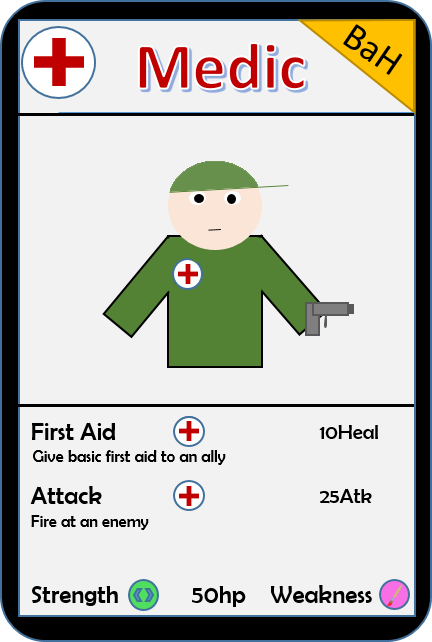 Medic
BaH
First Aid 10Heal
Give basic first aid to an ally
Attack 25Atk
Fire at an enemy
Strength 50hp Weakness